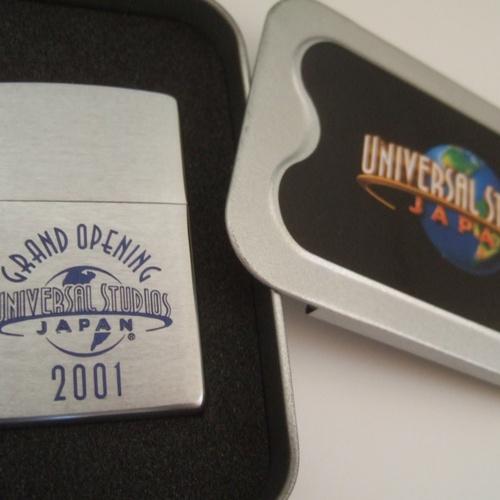 GRAND OPENING
UNIVERSAL STUDIOS
JAPAN®
2001
UNIVERSAL ST
JAPA